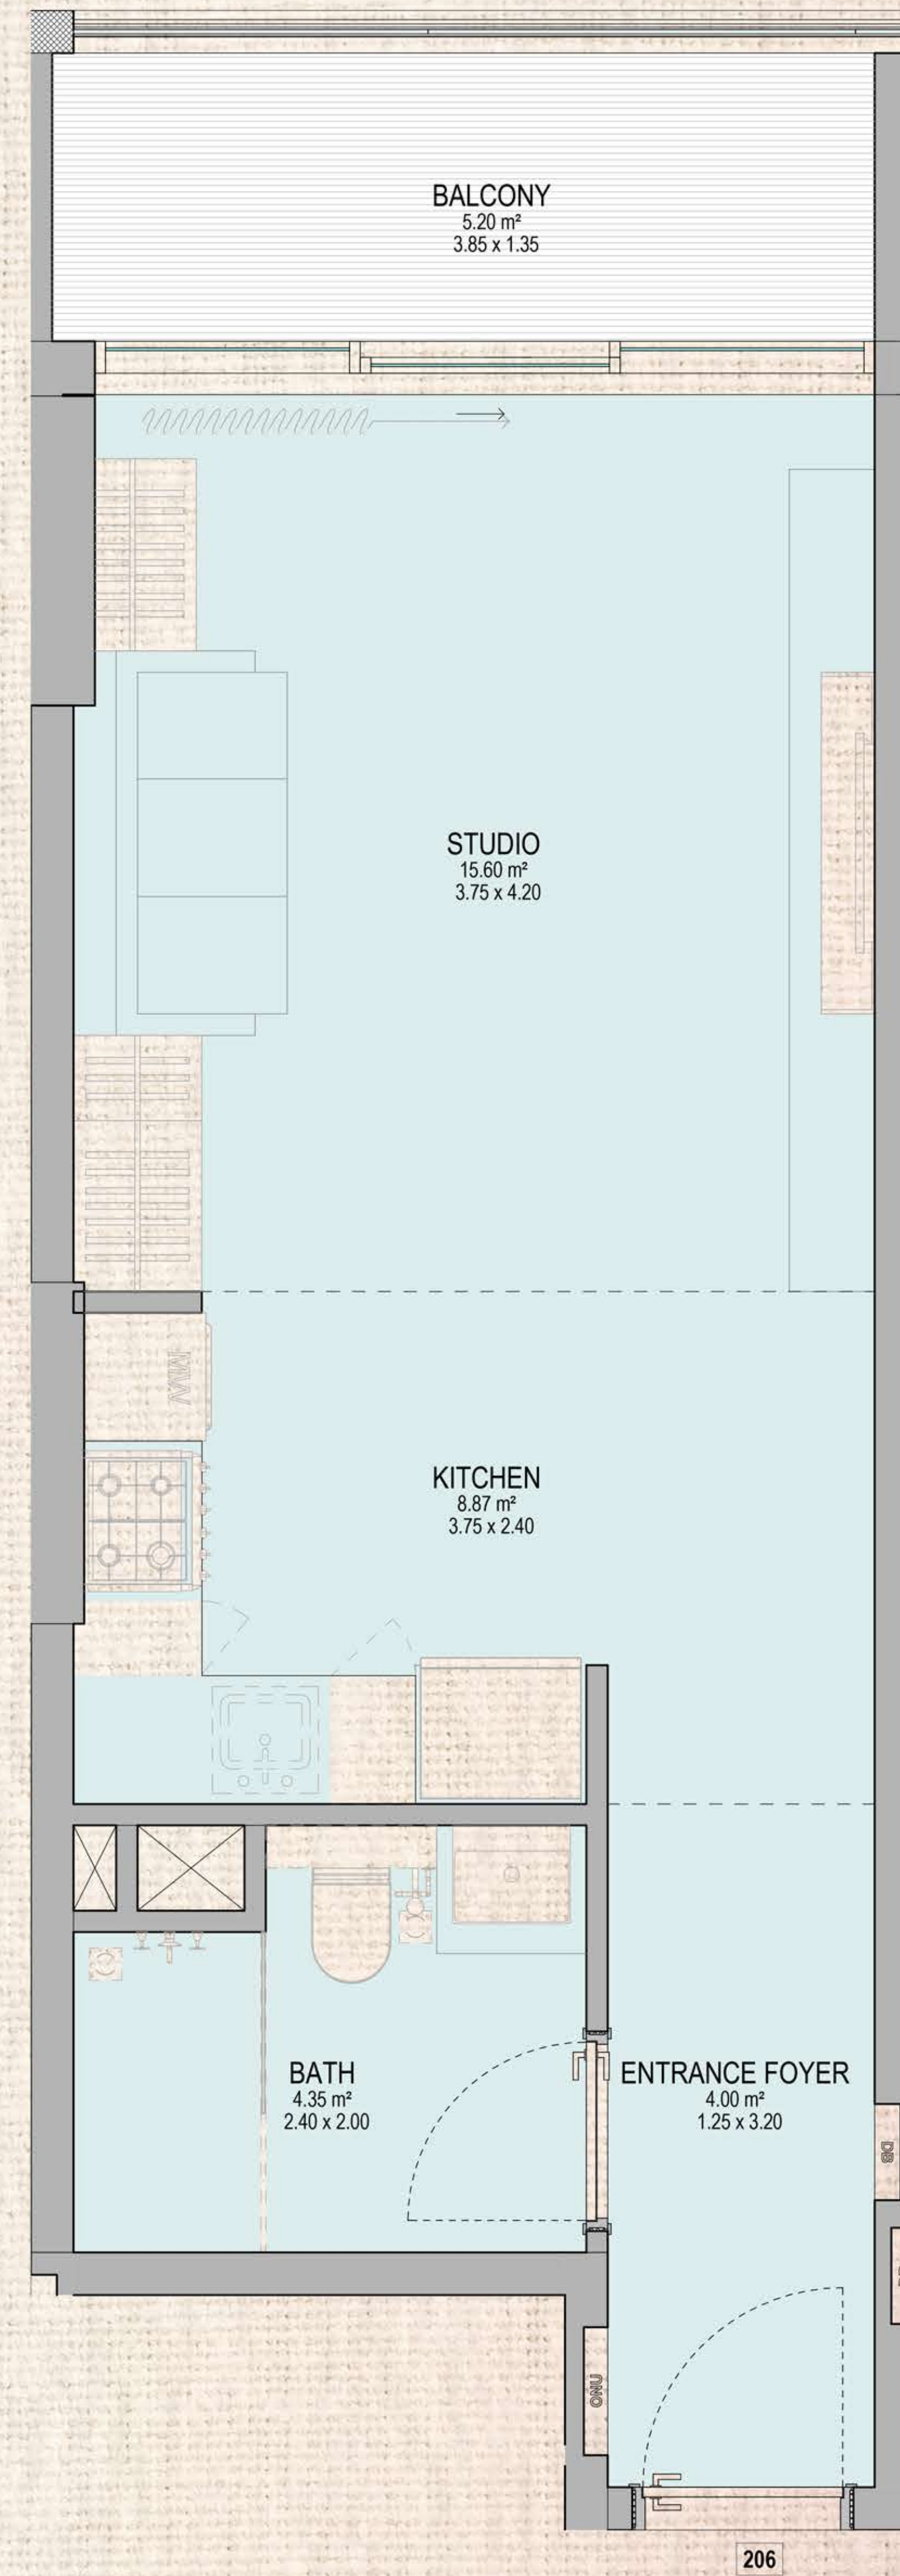 BALCONY
5.20 m²
3.85 x 1.35
STUDIO
15.60 m²
3.75 x 4.20
MW
KITCHEN
8.87 m²
3.75 x 2.40
BATH
4.35 m²
2.40 x 2.00
ENTRANCE FOYER
4.00 m²
1.25 x 3.20
DB
ONU
206